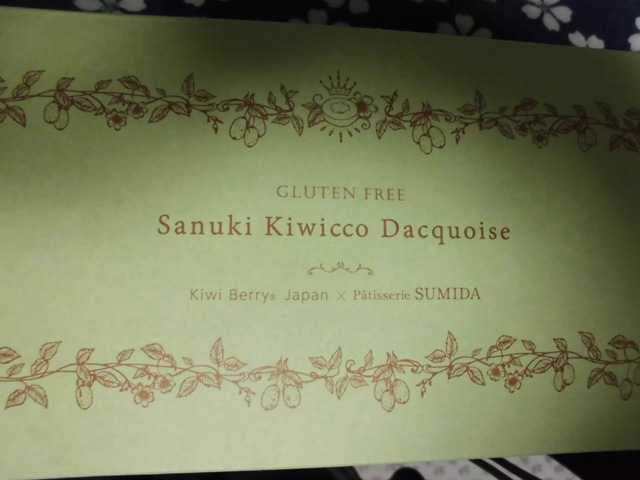 GLUTEN FREE
Sanuki Kiwicco Dacquoise
Kiwi Berry® Japan × Pâtisserie SUMIDA